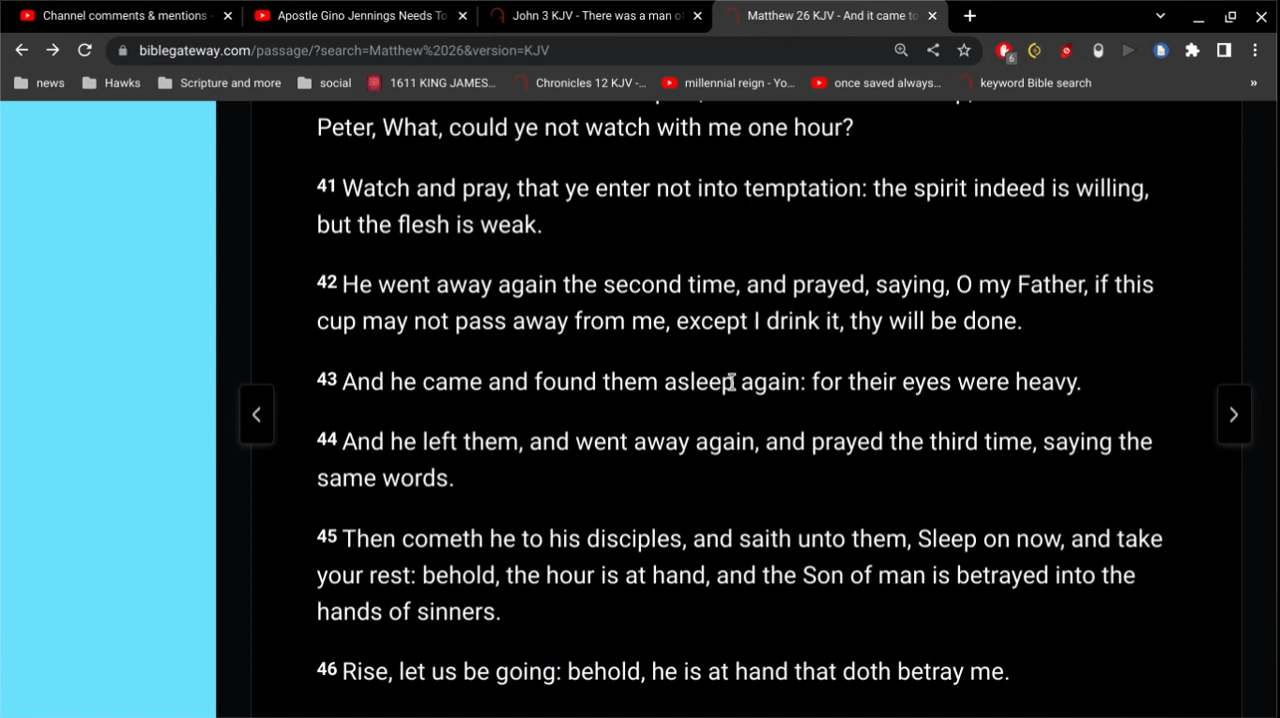 Channel comments & mentions
Apostle Gino Jennings Needs To
John 3 KJV - There was a man of
Matthew 26 KJV - And it came to
biblegateway.com/passage/?search=Matthew%2026&version=KJV
6
news
Hawks
Scripture and more
social
1611 KING JAMES...
Chronicles 12 KJV -...
millennial reign - Yo...
once saved always...
keyword Bible search
»
Peter, What, could ye not watch with me one hour?
41 Watch and pray, that ye enter not into temptation: the spirit indeed is willing,
but the flesh is weak.
42 He went away again the second time, and prayed, saying, O my Father, if this
cup may not pass away from me, except I drink it, thy will be done.
43 And he came and found them asleep again: for their eyes were heavy.
44 And he left them, and went away again, and prayed the third time, saying the
same words.
45 Then cometh he to his disciples, and saith unto them, Sleep on now, and take
your rest: behold, the hour is at hand, and the Son of man is betrayed into the
hands of sinners.
46 Rise, let us be going: behold, he is at hand that doth betray me.